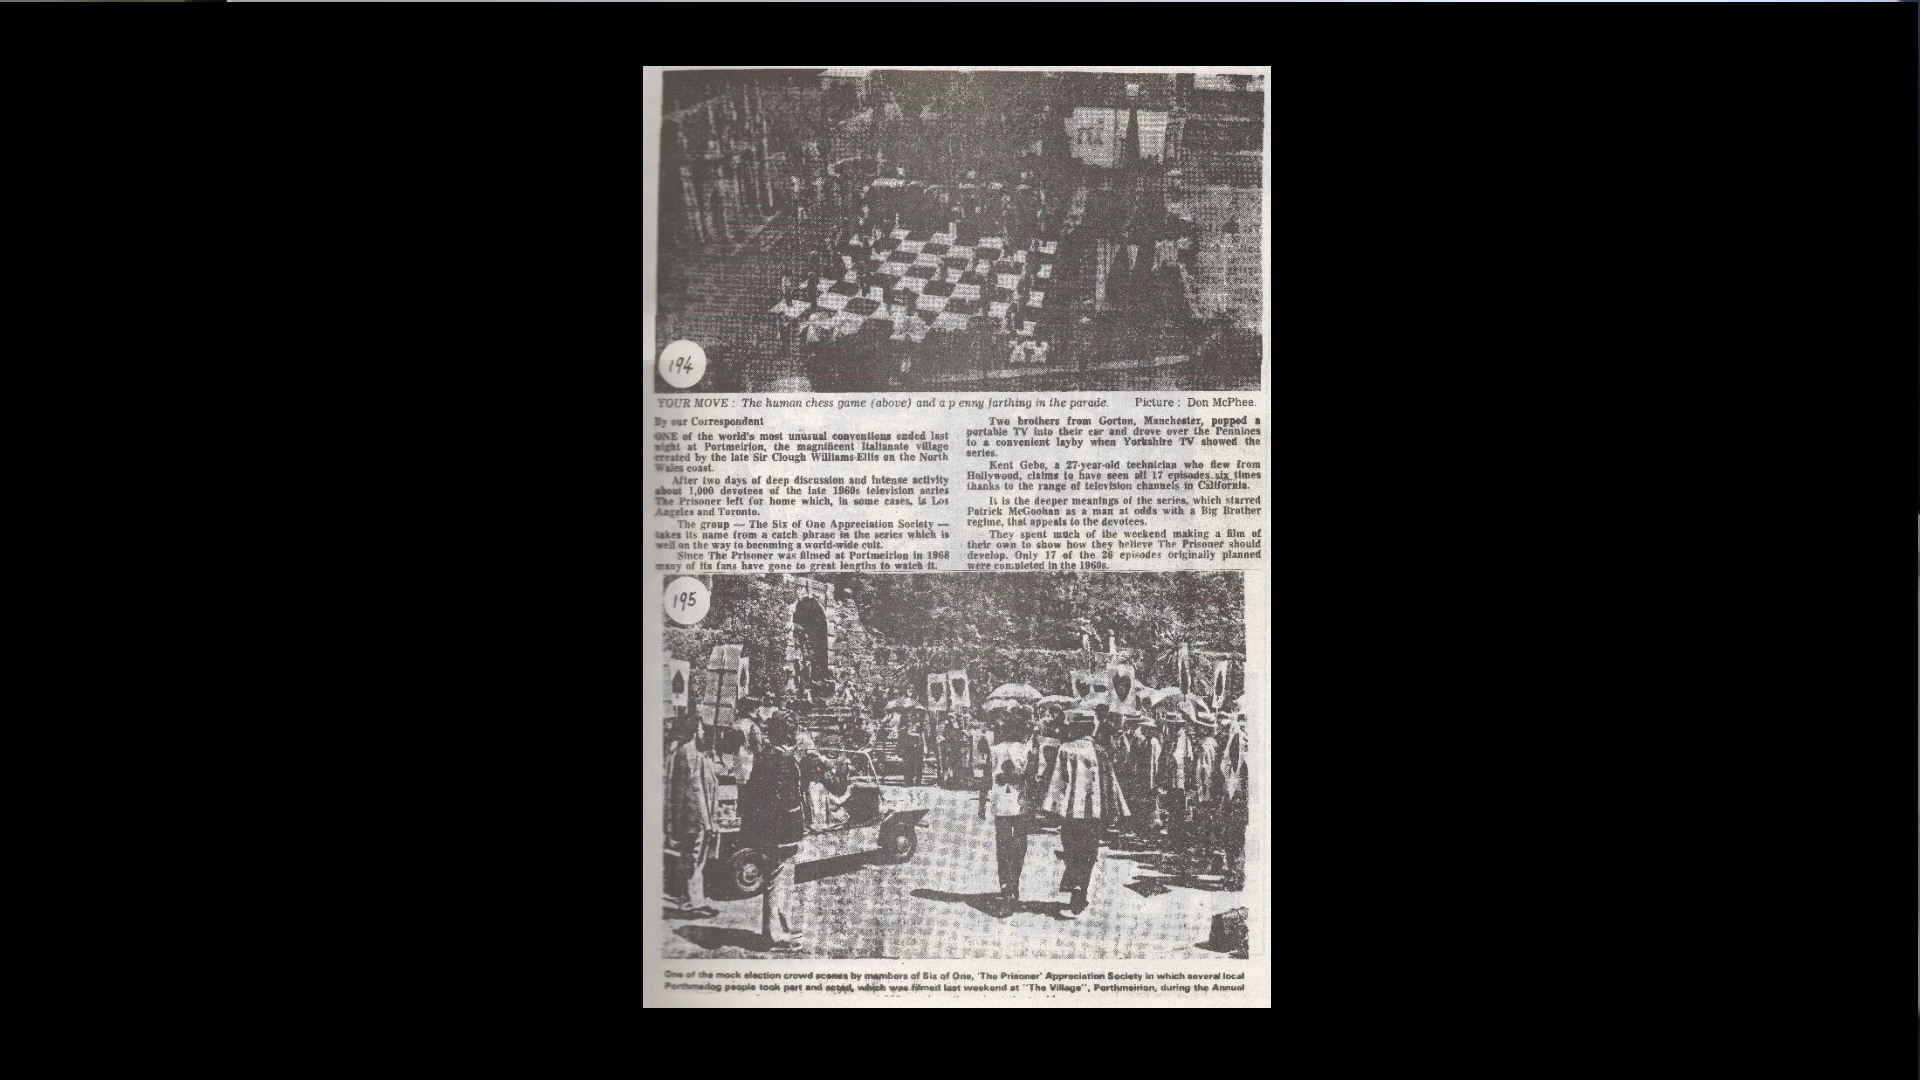 194
YOUR MOVE : The human chess game (above) and a p enny farthing in the parade. Picture : Don McPhee.
By our Correspondent
ONE of the world's most unusual conventions ended last
night at Portmeirion, the magnificent Italianate village
created by the late Sir Clough Williams-Ellis on the North
Wales coast.
After two days of deep discussion and intense activity
about 1,000 devotees of the late 1960s television series
The Prisoner left for home which, in some cases, is Los
Angeles and Toronto.
The group — The Six of One Appreciation Society —
takes its name from a catch phrase in the series which is
well on the way to becoming a world-wide cult.
Since The Prisoner was filmed at Portmeirion in 1968
many of its fans have gone to great lengths to watch it.
Two brothers from Gorton, Manchester, popped a
portable TV into their car and drove over the Pennines
to a convenient layby when Yorkshire TV showed the
series.
Kent Gebo, a 27-year-old technician who flew from
Hollywood, claims to have seen all 17 episodes six times
thanks to the range of television channels in California.
It is the deeper meanings of the series, which starred
Patrick McGoohan as a man at odds with a Big Brother
regime, that appeals to the devotees.
They spent much of the weekend making a film of
their own to show how they believe The Prisoner should
develop. Only 17 of the 26 episodes originally planned
were completed in the 1960s.
195
One of the mock election crowd scenes by members of Six of One, 'The Prisoner' Appreciation Society in which several local
Porthmadog people took part and acted, which was filmed last weekend at "The Village", Porthmeirion, during the Annual